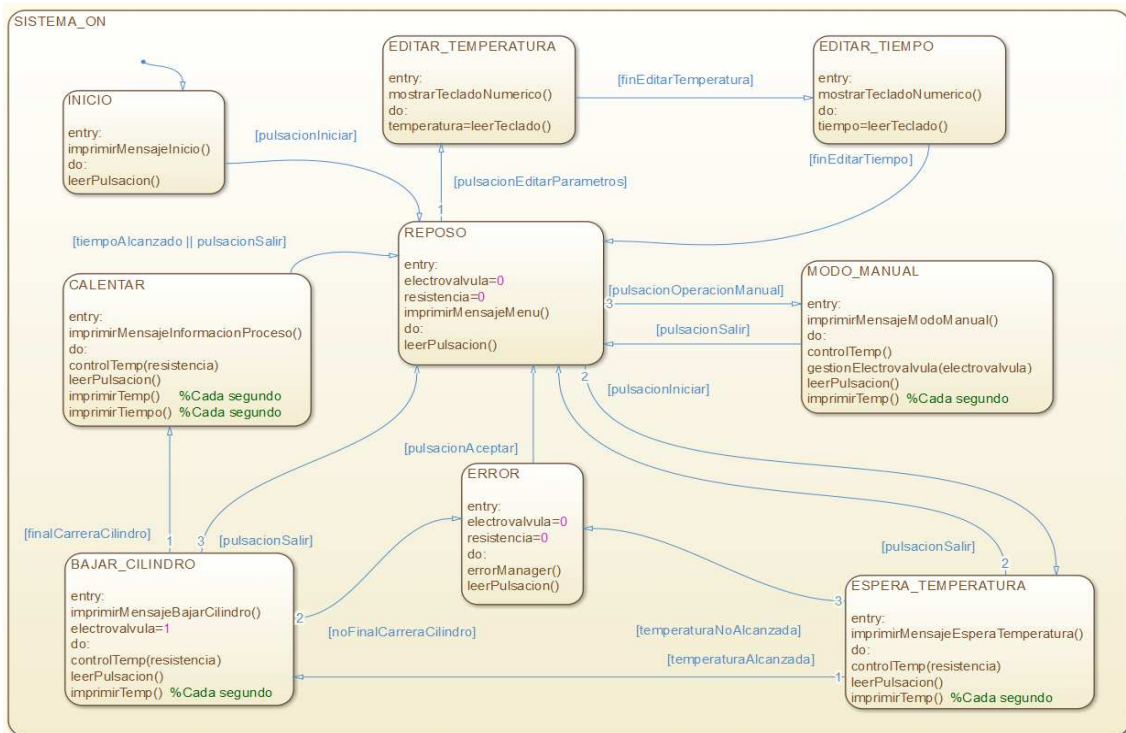 SISTEMA_ON
INICIO
entry:
imprimirMensajeInicio()
do:
leerPulsacion()
[pulsacionIniciar]
EDITAR_TEMPERATURA
entry:
mostrarTecladoNumerico()
do:
temperatura=leerTeclado()
[finEditarTemperatura]
EDITAR_TIEMPO
entry:
mostrarTecladoNumerico()
do:
tiempo=leerTeclado()
[finEditarTiempo]
[pulsacionEditarParametros]
1
REPOSO
entry:
electrovalvula=0
resistencia=0
imprimirMensajeMenu()
do:
leerPulsacion()
[tiempoAlcanzado || pulsacionSalir]
CALENTAR
entry:
imprimirMensajeInformacionProceso()
do:
controlTemp(resistencia)
leerPulsacion()
imprimirTemp() %Cada segundo
imprimirTiempo() %Cada segundo
[pulsacionOperacionManual]
3
[pulsacionSalir]
MODO_MANUAL
entry:
imprimirMensajeModoManual()
do:
controlTemp()
gestionElectrovalvula(electrovalvula)
leerPulsacion()
imprimirTemp() %Cada segundo
2
[pulsacionIniciar]
[pulsacionAceptar]
ERROR
entry:
electrovalvula=0
resistencia=0
do:
errorManager()
leerPulsacion()
[finalCarreraCilindro]
1
3
[pulsacionSalir]
BAJAR_CILINDRO
entry:
imprimirMensajeBajarCilindro()
electrovalvula=1
do:
controlTemp(resistencia)
leerPulsacion()
imprimirTemp() %Cada segundo
2
[noFinalCarreraCilindro]
[pulsacionSalir]
2
3
[temperaturaNoAlcanzada]
[temperaturaAlcanzada]
1
ESPERA_TEMPERATURA
entry:
imprimirMensajeEsperaTemperatura()
do:
controlTemp(resistencia)
leerPulsacion()
imprimirTemp() %Cada segundo